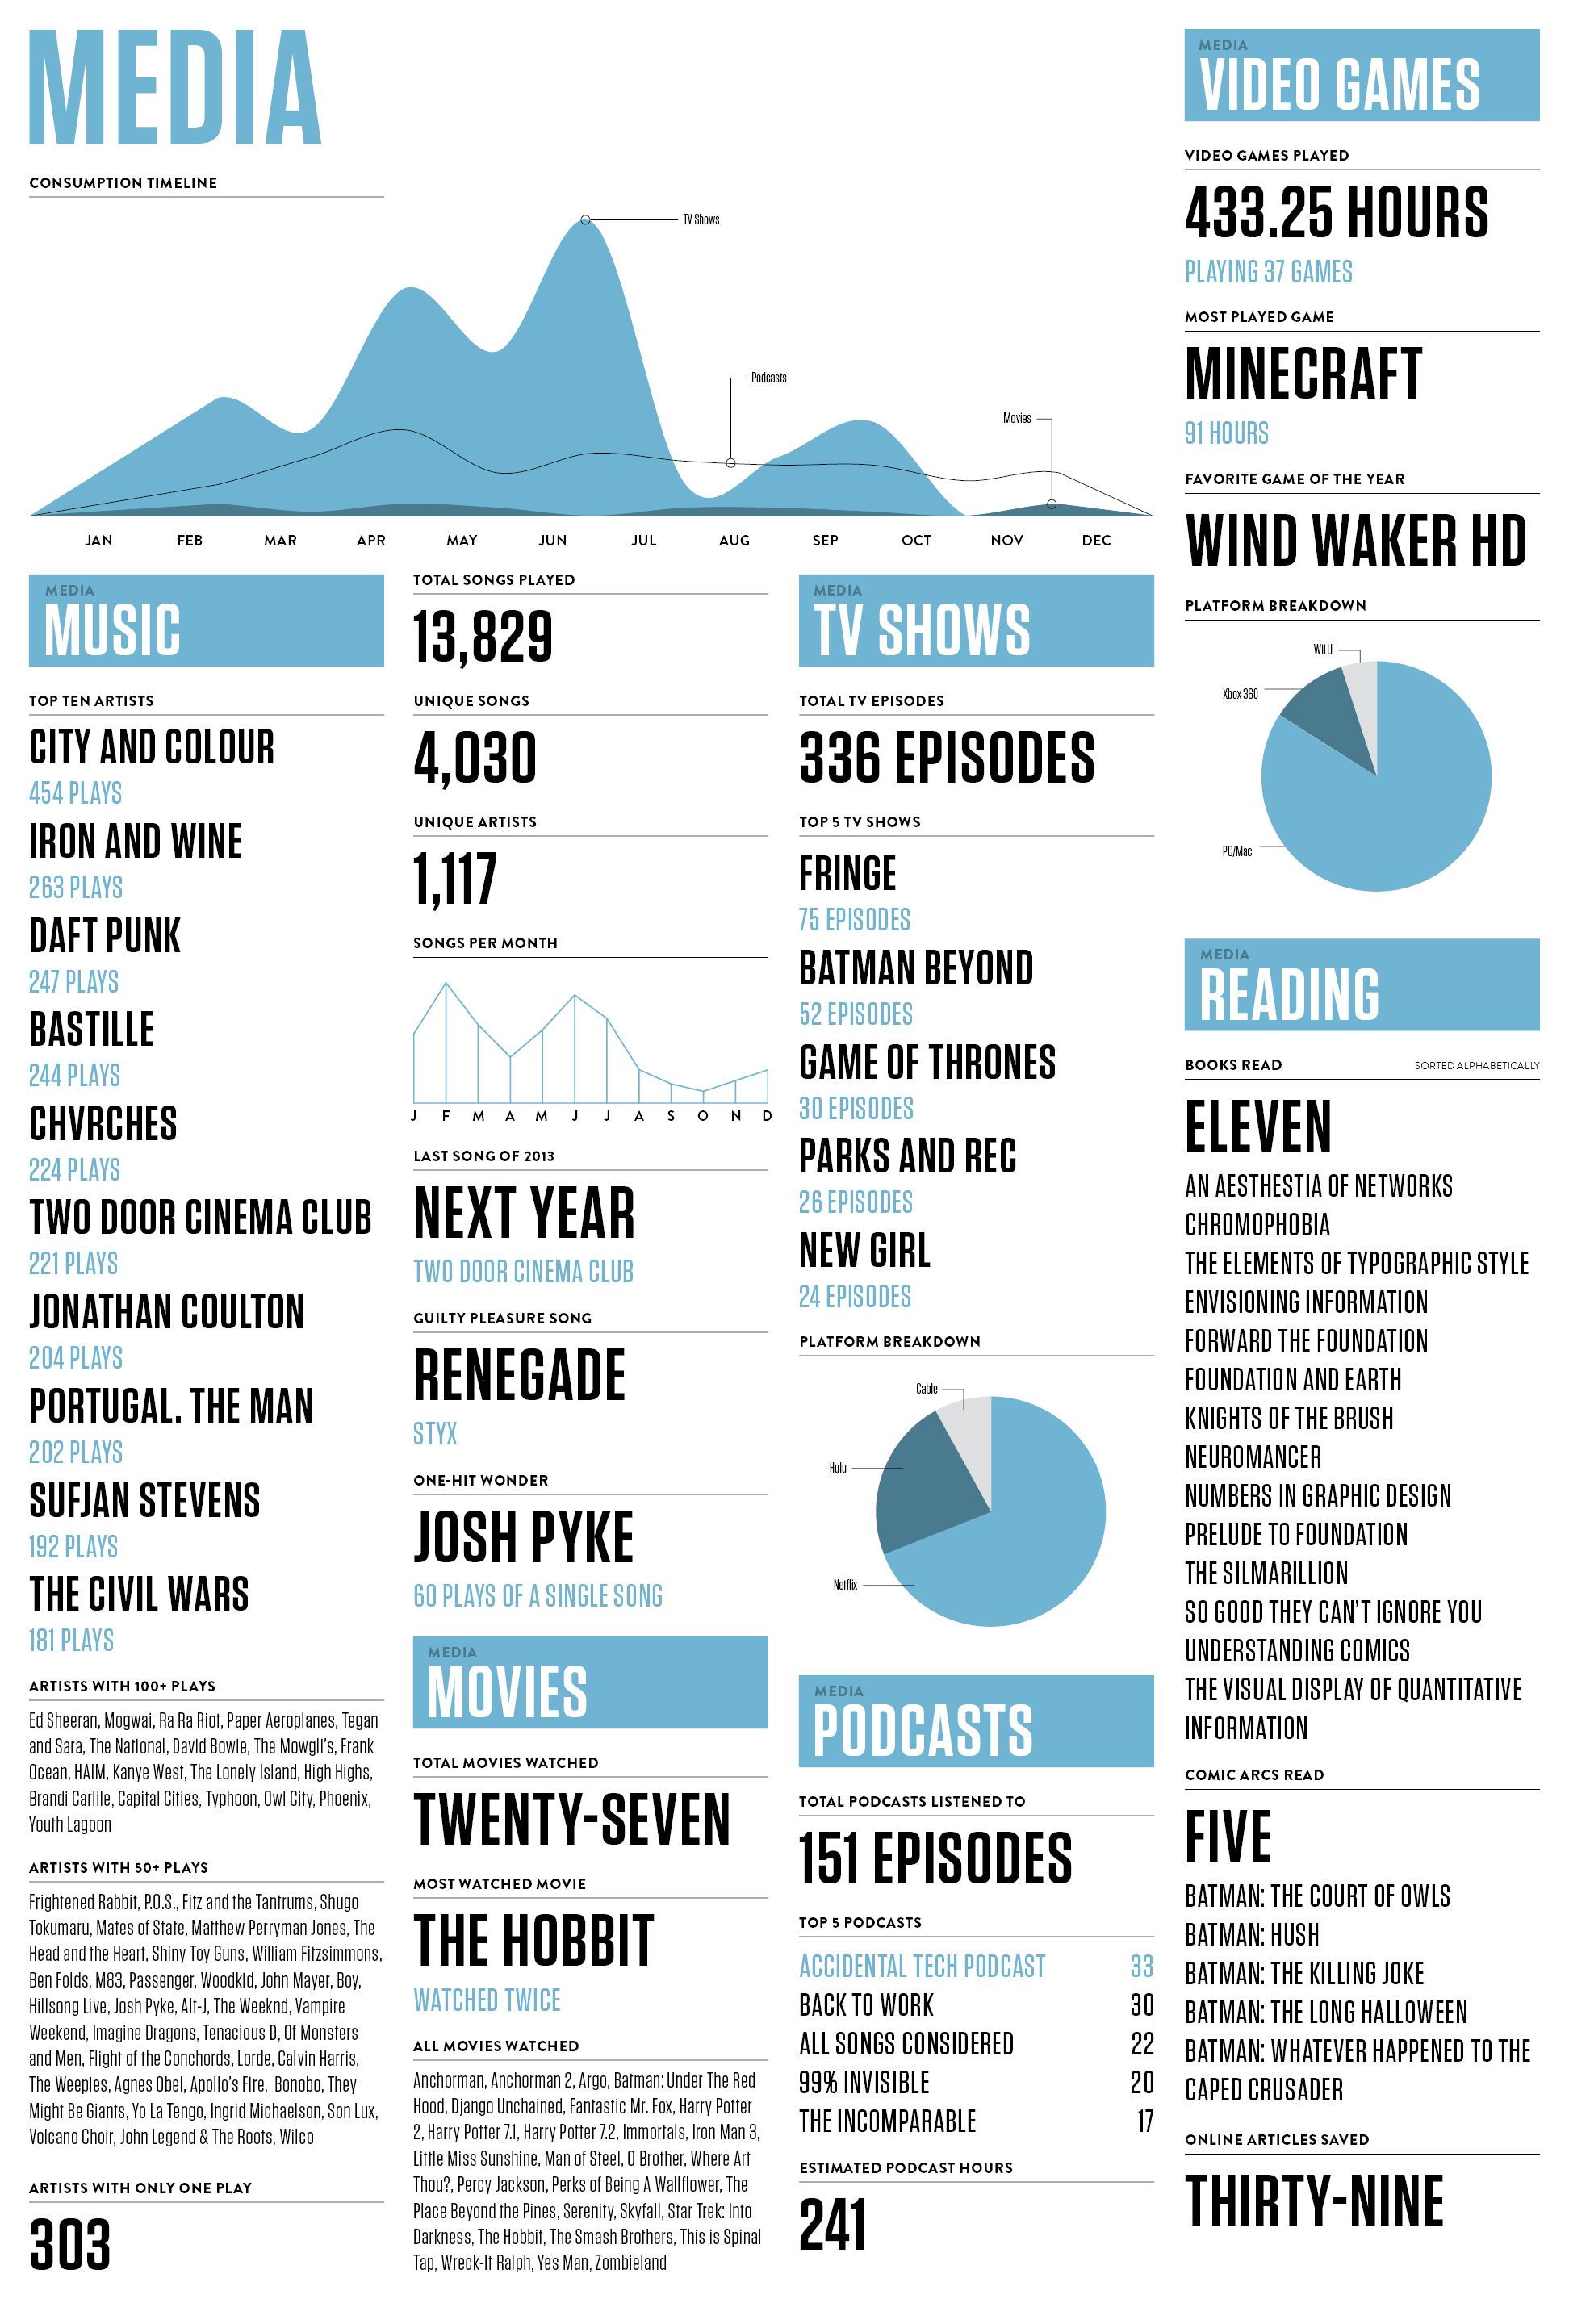 MEDIA
CONSUMPTION TIMELINE
TV Shows
Podcasts
Movies
JAN FEB MAR APR MAY JUN JUL AUG SEP OCT NOV DEC
MEDIA
MUSIC
TOP TEN ARTISTS
CITY AND COLOUR
454 PLAYS
IRON AND WINE
263 PLAYS
DAFT PUNK
247 PLAYS
BASTILLE
244 PLAYS
CHVRCHES
224 PLAYS
TWO DOOR CINEMA CLUB
221 PLAYS
JONATHAN COULTON
204 PLAYS
PORTUGAL. THE MAN
202 PLAYS
SUFJAN STEVENS
192 PLAYS
THE CIVIL WARS
181 PLAYS
ARTISTS WITH 100+ PLAYS
Ed Sheeran, Mogwai, Ra Ra Riot, Paper Aeroplanes, Tegan
and Sara, The National, David Bowie, The Mowgli's, Frank
Ocean, HAIM, Kanye West, The Lonely Island, High Highs,
Brandi Carlile, Capital Cities, Typhoon, Owl City, Phoenix,
Youth Lagoon
ARTISTS WITH 50+ PLAYS
Frightened Rabbit, P.O.S., Fitz and the Tantrums, Shugo
Tokumaru, Mates of State, Matthew Perryman Jones, The
Head and the Heart, Shiny Toy Guns, William Fitzsimmons,
Ben Folds, M83, Passenger, Woodkid, John Mayer, Boy,
Hillsong Live, Josh Pyke, Alt-J, The Weeknd, Vampire
Weekend, Imagine Dragons, Tenacious D, Of Monsters
and Men, Flight of the Conchords, Lorde, Calvin Harris,
The Weepies, Agnes Obel, Apollo's Fire, Bonobo, They
Might Be Giants, Yo La Tengo, Ingrid Michaelson, Son Lux,
Volcano Choir, John Legend & The Roots, Wilco
ARTISTS WITH ONLY ONE PLAY
303
TOTAL SONGS PLAYED
13,829
UNIQUE SONGS
4,030
UNIQUE ARTISTS
1,117
SONGS PER MONTH
J F M A M J J A S O N D
LAST SONG OF 2013
NEXT YEAR
TWO DOOR CINEMA CLUB
GUILTY PLEASURE SONG
RENEGADE
STYX
ONE-HIT WONDER
JOSH PYKE
60 PLAYS OF A SINGLE SONG
MEDIA
MOVIES
TOTAL MOVIES WATCHED
TWENTY-SEVEN
MOST WATCHED MOVIE
THE HOBBIT
WATCHED TWICE
ALL MOVIES WATCHED
Anchorman, Anchorman 2, Argo, Batman: Under The Red
Hood, Django Unchained, Fantastic Mr. Fox, Harry Potter
2, Harry Potter 7.1, Harry Potter 7.2, Immortals, Iron Man 3,
Little Miss Sunshine, Man of Steel, O Brother, Where Art
Thou?, Percy Jackson, Perks of Being A Wallflower, The
Place Beyond the Pines, Serenity, Skyfall, Star Trek: Into
Darkness, The Hobbit, The Smash Brothers, This is Spinal
Tap, Wreck-It Ralph, Yes Man, Zombieland
MEDIA
TV SHOWS
TOTAL TV EPISODES
336 EPISODES
TOP 5 TV SHOWS
FRINGE
75 EPISODES
BATMAN BEYOND
52 EPISODES
GAME OF THRONES
30 EPISODES
PARKS AND REC
26 EPISODES
NEW GIRL
24 EPISODES
PLATFORM BREAKDOWN
Cable
Hulu
Netflix
MEDIA
PODCASTS
TOTAL PODCASTS LISTENED TO
151 EPISODES
TOP 5 PODCASTS
ACCIDENTAL TECH PODCAST 33
BACK TO WORK 30
ALL SONGS CONSIDERED 22
99% INVISIBLE 20
THE INCOMPARABLE 17
ESTIMATED PODCAST HOURS
241
MEDIA
VIDEO GAMES
VIDEO GAMES PLAYED
433.25 HOURS
PLAYING 37 GAMES
MOST PLAYED GAME
MINECRAFT
91 HOURS
FAVORITE GAME OF THE YEAR
WIND WAKER HD
PLATFORM BREAKDOWN
Wii U
Xbox 360
PC/Mac
MEDIA
READING
BOOKS READ SORTED ALPHABETICALLY
ELEVEN
AN AESTHESTIA OF NETWORKS
CHROMOPHOBIA
THE ELEMENTS OF TYPOGRAPHIC STYLE
ENVISIONING INFORMATION
FORWARD THE FOUNDATION
FOUNDATION AND EARTH
KNIGHTS OF THE BRUSH
NEUROMANCER
NUMBERS IN GRAPHIC DESIGN
PRELUDE TO FOUNDATION
THE SILMARILLION
SO GOOD THEY CAN'T IGNORE YOU
UNDERSTANDING COMICS
THE VISUAL DISPLAY OF QUANTITATIVE
INFORMATION
COMIC ARCS READ
FIVE
BATMAN: THE COURT OF OWLS
BATMAN: HUSH
BATMAN: THE KILLING JOKE
BATMAN: THE LONG HALLOWEEN
BATMAN: WHATEVER HAPPENED TO THE
CAPED CRUSADER
ONLINE ARTICLES SAVED
THIRTY-NINE